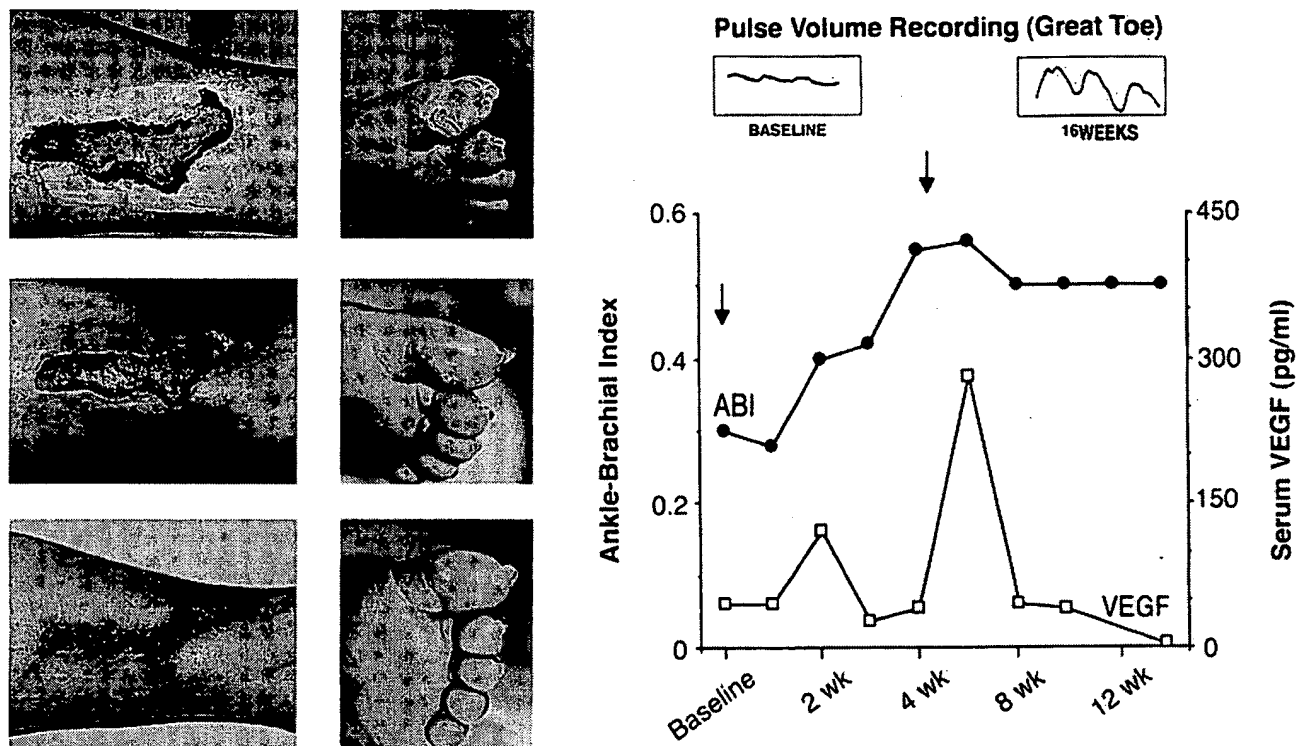 Pulse Volume Recording (Great Toe)
BASELINE
16WEEKS
0.6
0.4
0.2
0
Ankle-Brachial Index
ABI
VEGF
450
300
150
0
Serum VEGF (pg/ml)
Baseline
2 wk
4 wk
8 wk
12 wk